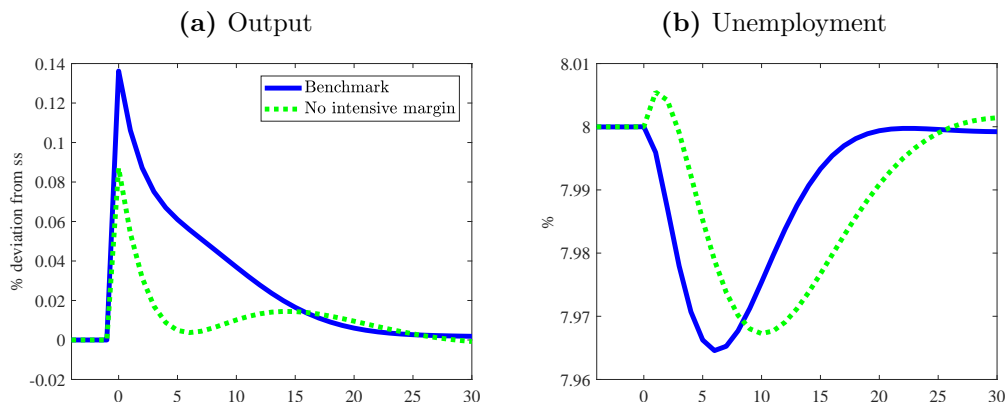 (a) Output
(b) Unemployment
0.14
0.12
0.1
0.08
0.06
0.04
0.02
0
-0.02
% deviation from ss
Benchmark
No intensive margin
0 5 10 15 20 25 30
8.01
8
7.99
7.98
7.97
7.96
%
0 5 10 15 20 25 30